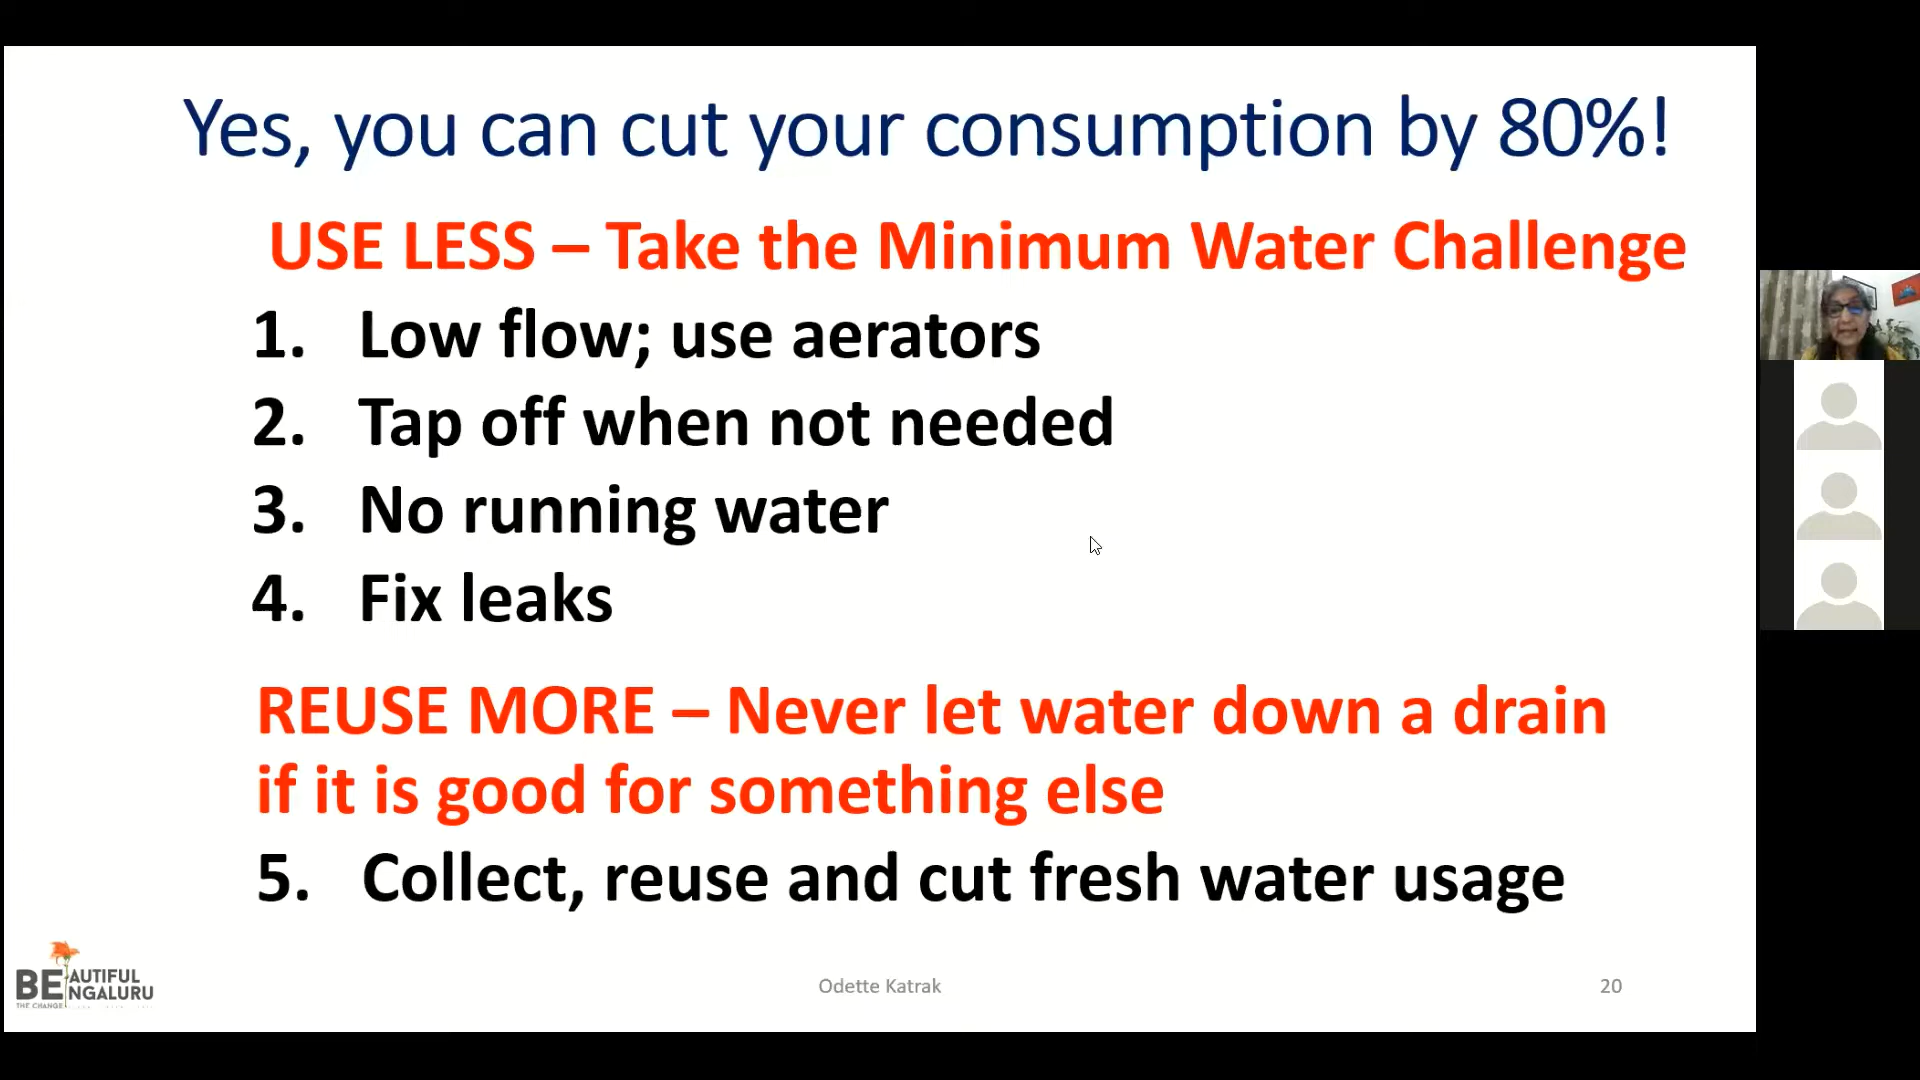 Yes, you can cut your consumption by 80%!
USE LESS – Take the Minimum Water Challenge
1. Low flow; use aerators
2. Tap off when not needed
3. No running water
4. Fix leaks
REUSE MORE – Never let water down a drain
if it is good for something else
5. Collect, reuse and cut fresh water usage
BEAUTIFUL
BENGALURU
THE CHANGE
Odette Katrak
20